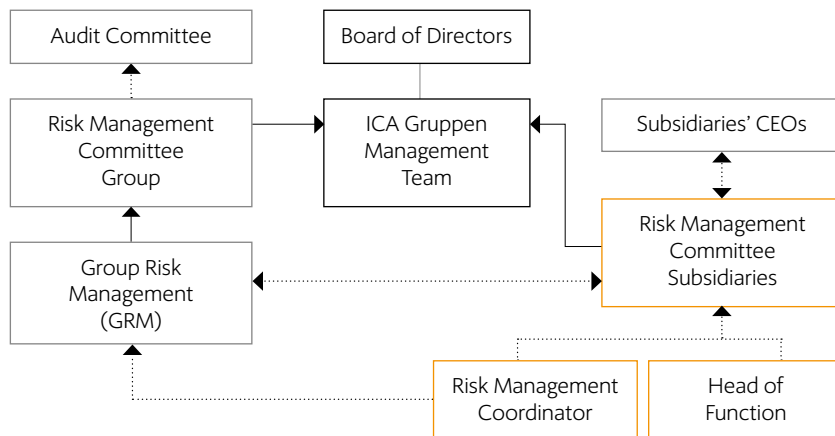 Audit Committee
Board of Directors
Risk Management
Committee
Group
ICA Gruppen
Management
Team
Subsidiaries’ CEOs
Risk Management
Committee
Subsidiaries
Group Risk
Management
(GRM)
Risk Management
Coordinator
Head of
Function